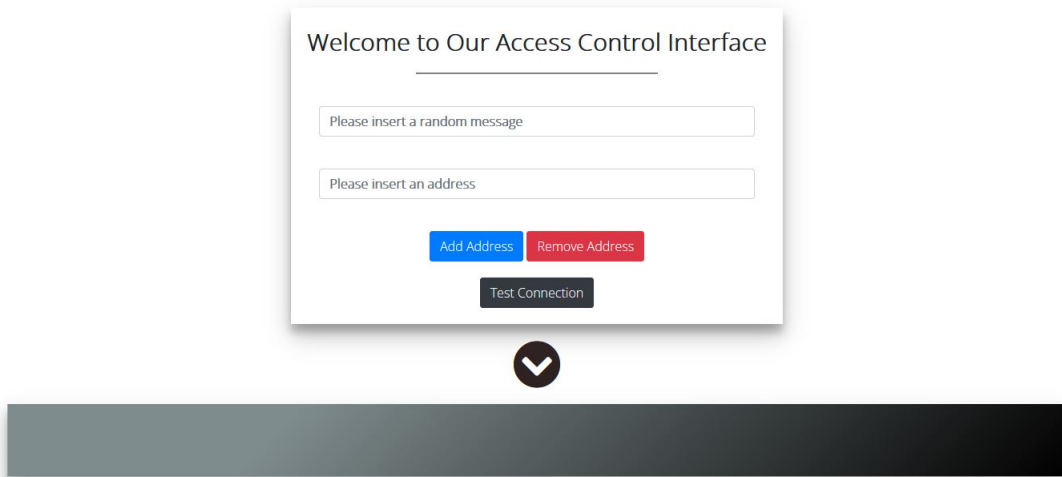 Welcome to Our Access Control Interface
Please insert a random message
Please insert an address
Add Address Remove Address
Test Connection